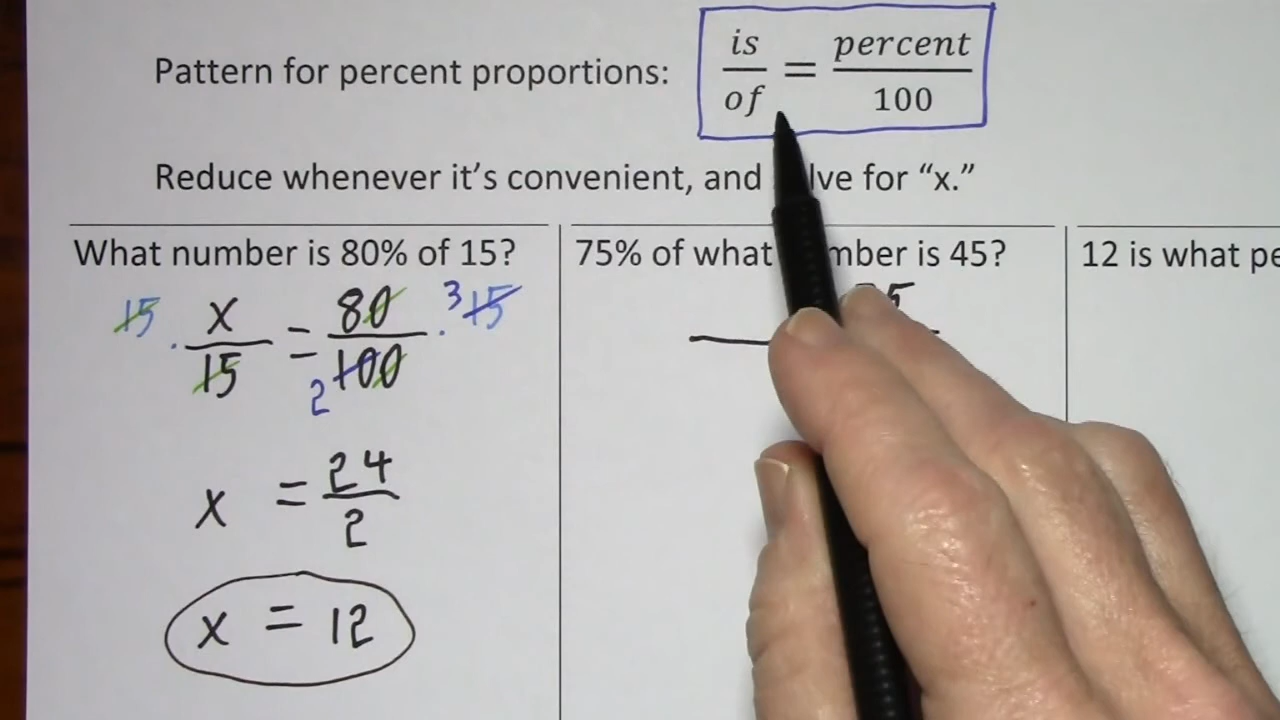 is percent
Pattern for percent proportions: — = —
of 100
Reduce whenever it's convenient, and lve for “x.”
What number is 80% of 15?
15 · x = 80 · 3 15
15 2 100
x = 24
2
x = 12
75% of what mber is 45?
5
12 is what pe